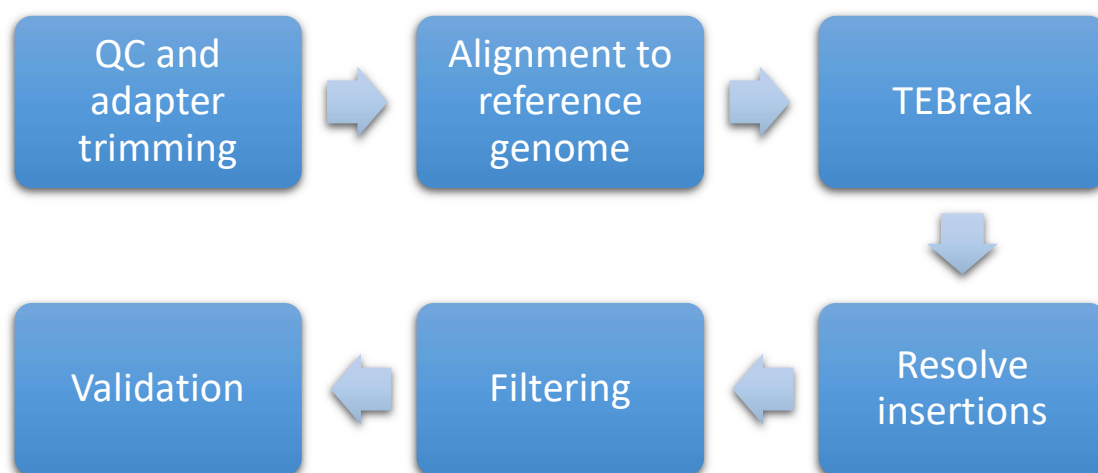 QC and
adapter
trimming
Alignment to
reference
genome
TEBreak
Resolve
insertions
Filtering
Validation